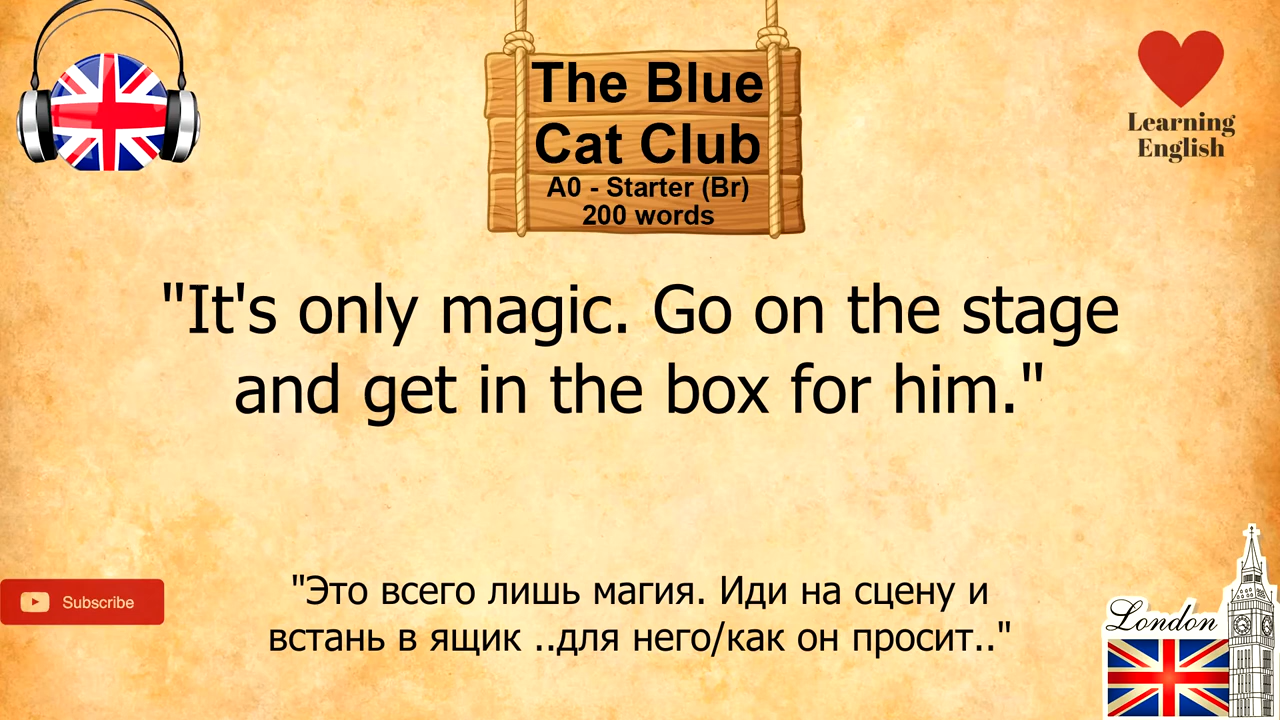 The Blue
Cat Club
A0 - Starter (Br)
200 words
Learning
English
"It's only magic. Go on the stage
and get in the box for him."
Subscribe
"Это всего лишь магия. Иди на сцену и
встань в ящик ..для него/как он просит.."
London